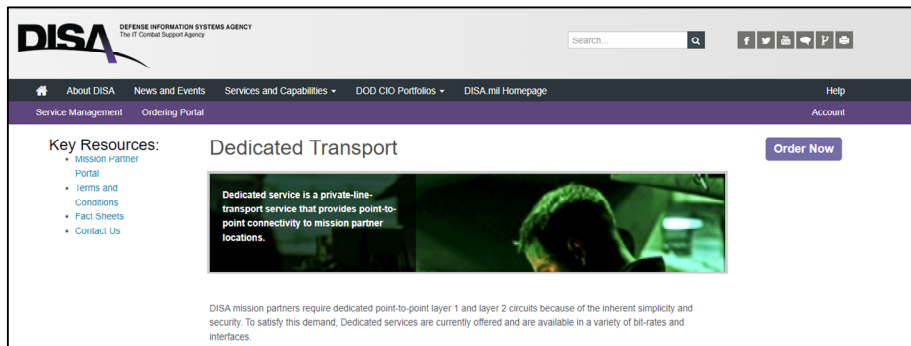 DISA
DEFENSE INFORMATION SYSTEMS AGENCY
The IT Combat Support Agency
Search...
About DISA News and Events Services and Capabilities DOD CIO Portfolios DISA.mil Homepage Help
Service Management Ordering Portal Account
Key Resources:
Mission Partner
Portal
Terms and
Conditions
Fact Sheets
Contact Us
Dedicated Transport
Order Now
Dedicated service is a private-line-
transport service that provides point-to-
point connectivity to mission partner
locations.
DISA mission partners require dedicated point-to-point layer 1 and layer 2 circuits because of the inherent simplicity and
security. To satisfy this demand, Dedicated services are currently offered and are available in a variety of bit-rates and
interfaces.